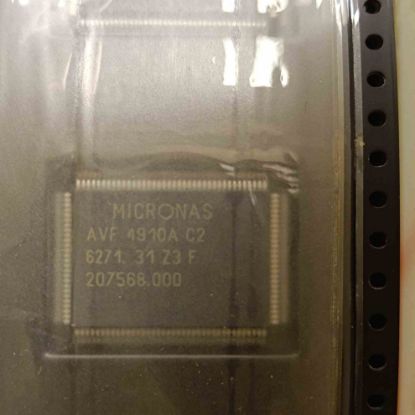 MICRONAS
AVF 4910A C2
6271. 31 Z3 F
207568.000